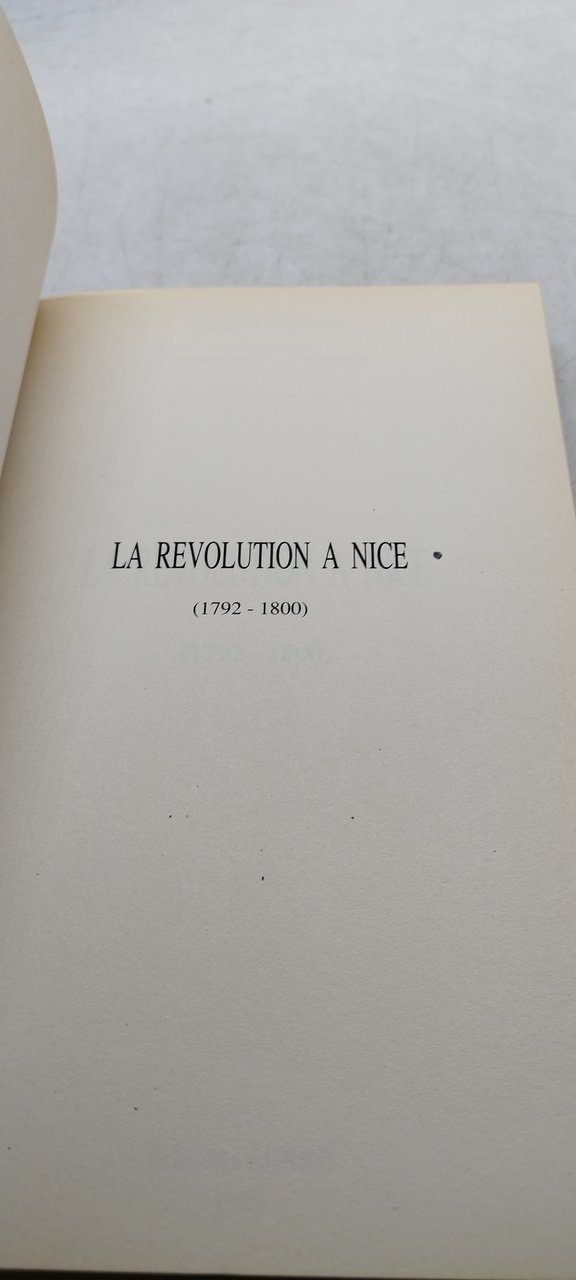 LA REVOLUTION A NICE
(1792 - 1800)